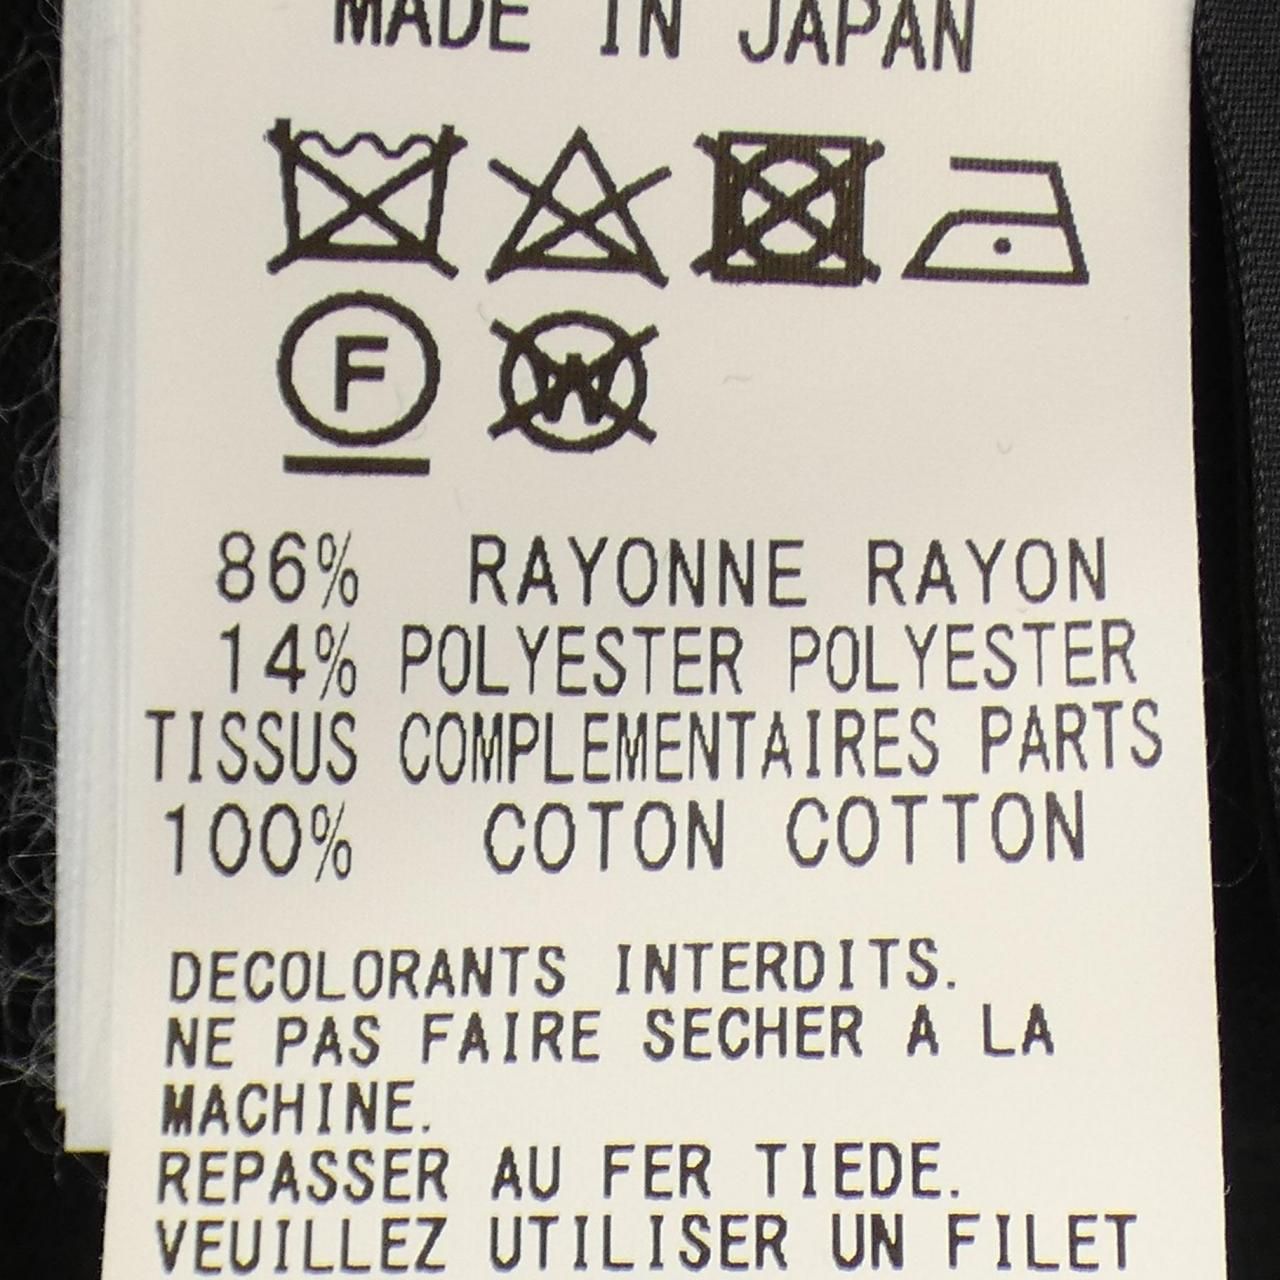 MADE IN JAPAN
F W
86% RAYONNE RAYON
14% POLYESTER POLYESTER
TISSUS COMPLEMENTAIRES PARTS
100% COTON COTTON
DECOLORANTS INTERDITS.
NE PAS FAIRE SECHER A LA
MACHINE.
REPASSER AU FER TIEDE.
VEUILLEZ UTILISER UN FILET